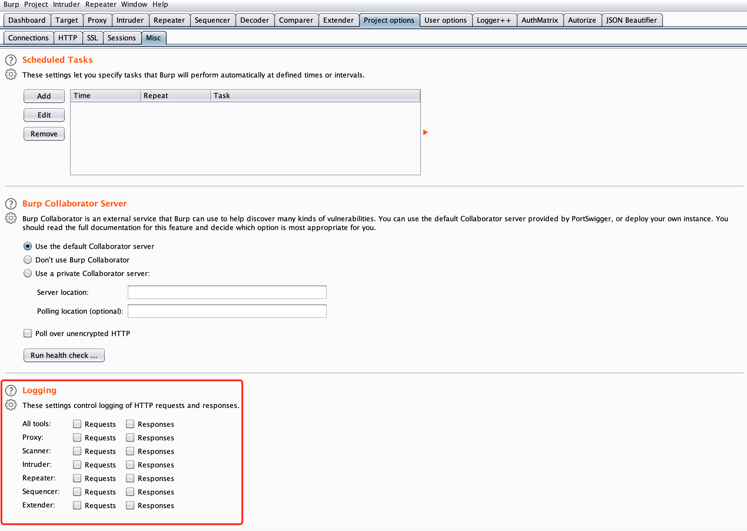 Burp Project Intruder Repeater Window Help
Dashboard Target Proxy Intruder Repeater Sequencer Decoder Comparer Extender Project options User options Logger++ AuthMatrix Autorize JSON Beautifier
Connections HTTP SSL Sessions Misc
? Scheduled Tasks
These settings let you specify tasks that Burp will perform automatically at defined times or intervals.
Add Time Repeat Task
Edit
Remove
? Burp Collaborator Server
Burp Collaborator is an external service that Burp can use to help discover many kinds of vulnerabilities. You can use the default Collaborator server provided by PortSwigger, or deploy your own instance. You
should read the full documentation for this feature and decide which option is most appropriate for you.
Use the default Collaborator server
Don't use Burp Collaborator
Use a private Collaborator server:
Server location:
Polling location (optional):
Poll over unencrypted HTTP
Run health check ...
? Logging
These settings control logging of HTTP requests and responses.
All tools: Requests Responses
Proxy: Requests Responses
Scanner: Requests Responses
Intruder: Requests Responses
Repeater: Requests Responses
Sequencer: Requests Responses
Extender: Requests Responses